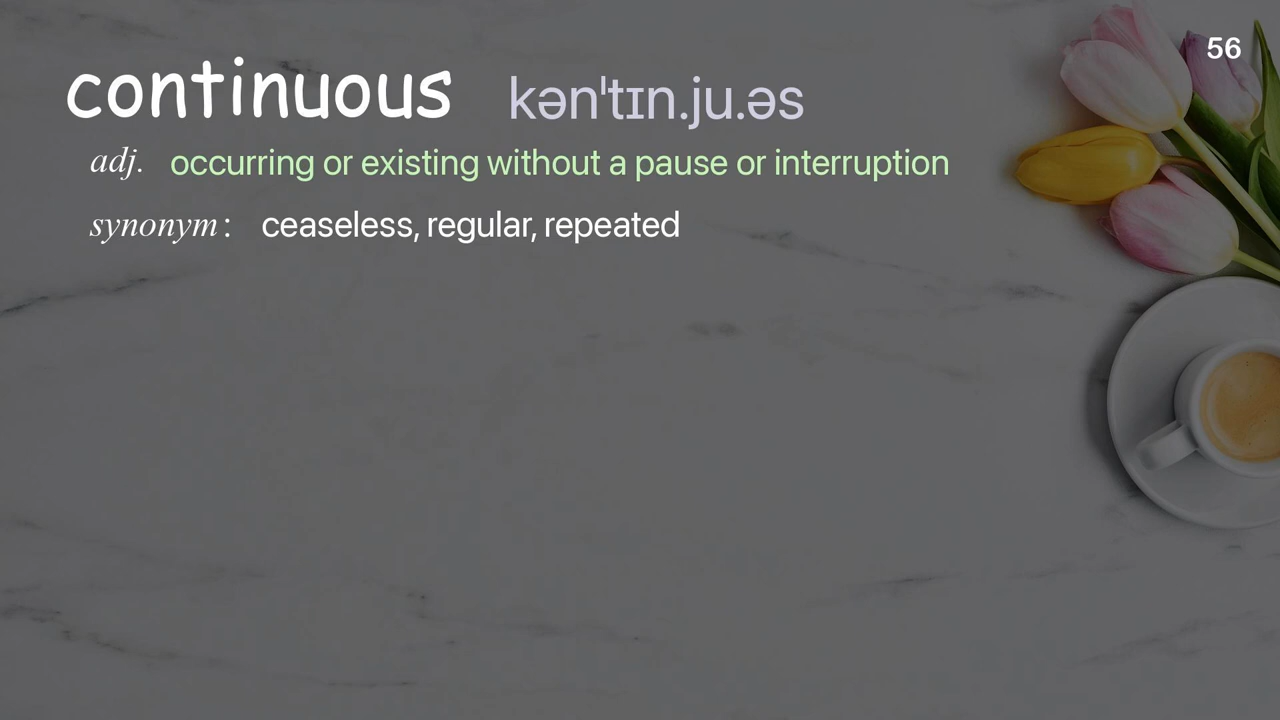 56
continuous kən'tɪn.ju.əs
adj. occurring or existing without a pause or interruption
synonym: ceaseless, regular, repeated